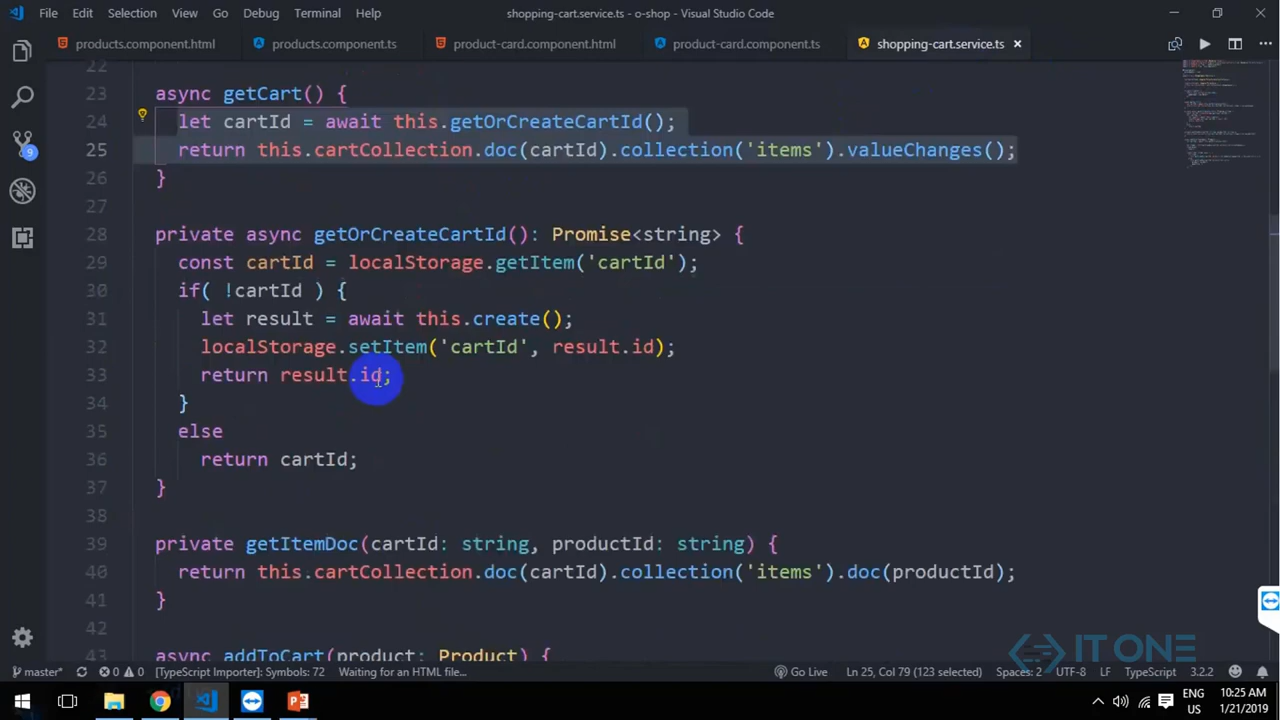 File Edit Selection View Go Debug Terminal Help
shopping-cart.service.ts - o-shop - Visual Studio Code
products.component.html products.component.ts product-card.component.html product-card.component.ts shopping-cart.service.ts
22
23 async getCart() {
24 let cartId = await this.getOrCreateCartId();
25 return this.cartCollection.doc(cartId).collection('items').valueChanges();
26 }
27
28 private async getOrCreateCartId(): Promise<string> {
29 const cartId = localStorage.getItem('cartId');
30 if( !cartId ) {
31 let result = await this.create();
32 localStorage.setItem('cartId', result.id);
33 return result.id;
34 }
35 else
36 return cartId;
37 }
38
39 private getItemDoc(cartId: string, productId: string) {
40 return this.cartCollection.doc(cartId).collection('items').doc(productId);
41 }
42
43 async addToCart(product: Product) {
9
IT ONE
master* 0 0 [TypeScript Importer]: Symbols: 72 Waiting for an HTML file... Go Live Ln 25, Col 79 (123 selected) Spaces: 2 UTF-8 LF TypeScript 3.2.2
ENG 10:25 AM
US 1/21/2019